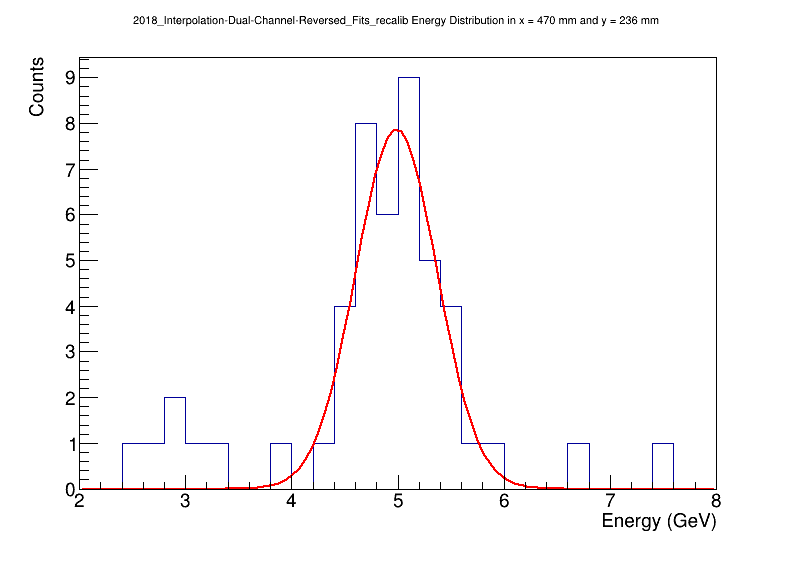 2018_Interpolation-Dual-Channel-Reversed_Fits_recalib Energy Distribution in x = 470 mm and y = 236 mm
Counts
9
8
7
6
5
4
3
2
1
0
2 3 4 5 6 7 8
Energy (GeV)